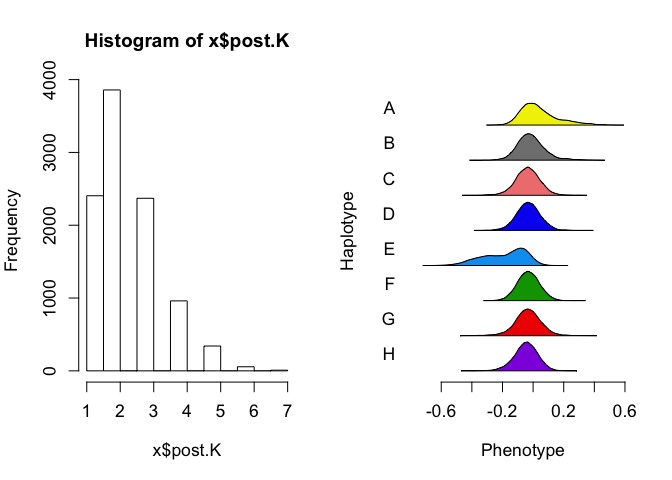 Histogram of x$post.K
Frequency
4000
3000
2000
1000
0
1 2 3 4 5 6 7
x$post.K
Haplotype
A
B
C
D
E
F
G
H
-0.6 -0.2 0.2 0.6
Phenotype